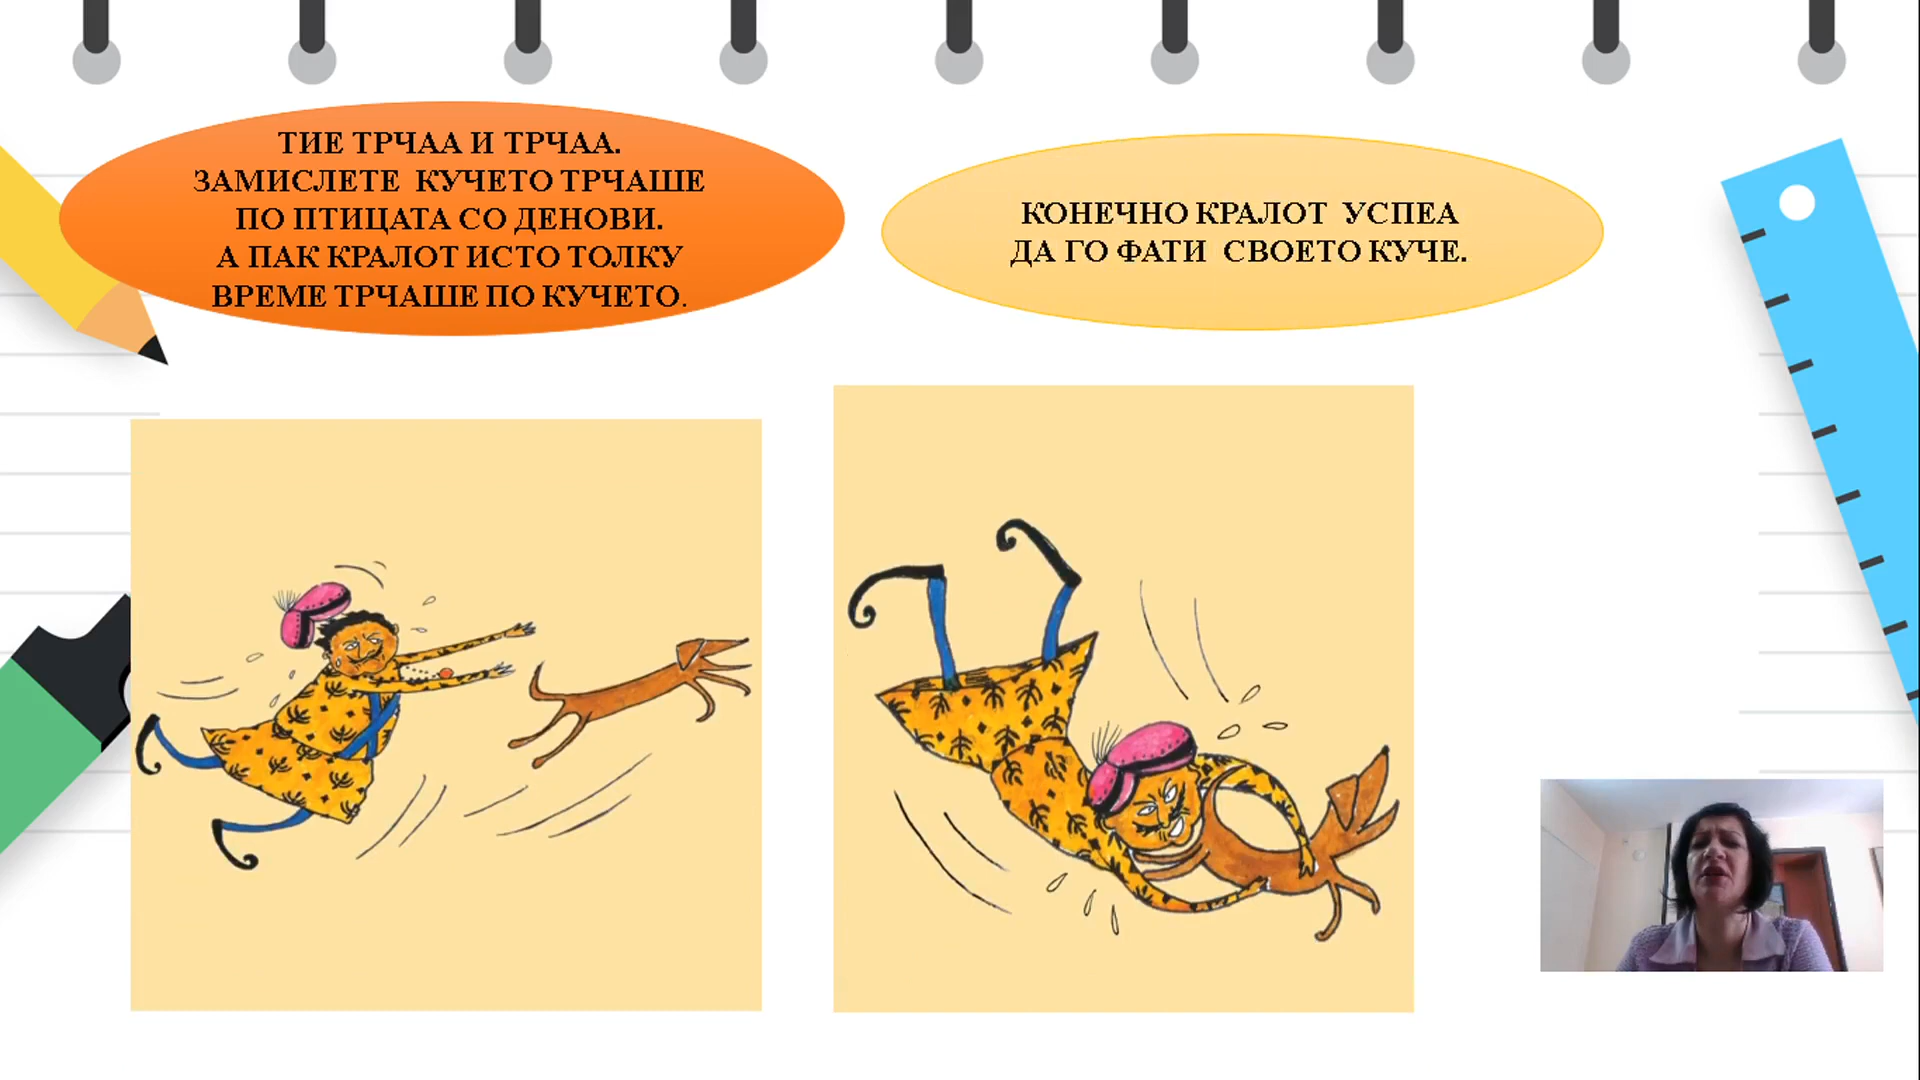 ТИЕ ТРЧАА И ТРЧАА.
ЗАМИСЛЕТЕ КУЧЕТО ТРЧАШЕ
ПО ПТИЦАТА СО ДЕНОВИ.
А ПАК КРАЛОТ ИСТО ТОЛКУ
ВРЕМЕ ТРЧАШЕ ПО КУЧЕТО.
КОНЕЧНО КРАЛОТ УСПЕА
ДА ГО ФАТИ СВОЕТО КУЧЕ.